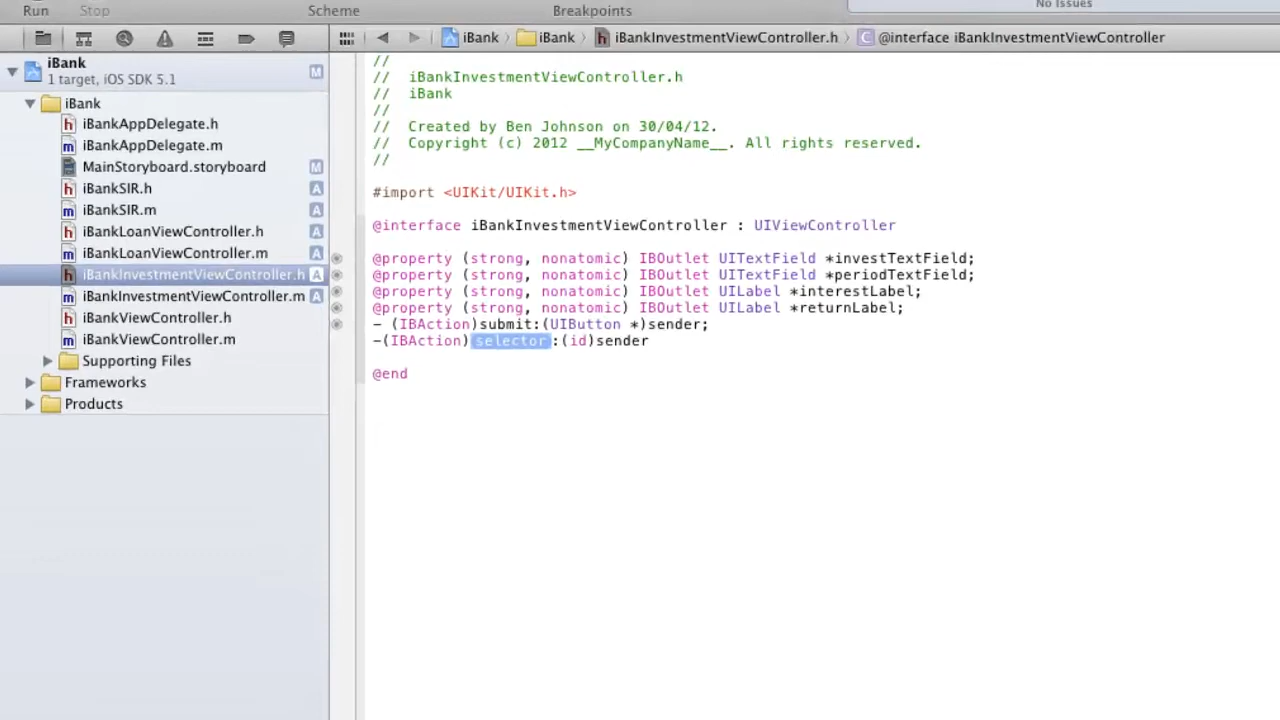 Run Stop Scheme Breakpoints No Issues
iBank iBank iBankInvestmentViewController.h @interface iBankInvestmentViewController
iBank M
1 target, iOS SDK 5.1
iBank
iBankAppDelegate.h
iBankAppDelegate.m
MainStoryboard.storyboard M
iBankSIR.h A
iBankSIR.m A
iBankLoanViewController.h A
iBankLoanViewController.m A
iBankInvestmentViewController.h A
iBankInvestmentViewController.m A
iBankViewController.h
iBankViewController.m
Supporting Files
Frameworks
Products
//
// iBankInvestmentViewController.h
// iBank
//
// Created by Ben Johnson on 30/04/12.
// Copyright (c) 2012 __MyCompanyName__. All rights reserved.
//
#import <UIKit/UIKit.h>
@interface iBankInvestmentViewController : UIViewController
@property (strong, nonatomic) IBOutlet UITextField *investTextField;
@property (strong, nonatomic) IBOutlet UITextField *periodTextField;
@property (strong, nonatomic) IBOutlet UILabel *interestLabel;
@property (strong, nonatomic) IBOutlet UILabel *returnLabel;
- (IBAction)submit:(UIButton *)sender;
-(IBAction)selector:(id)sender
@end